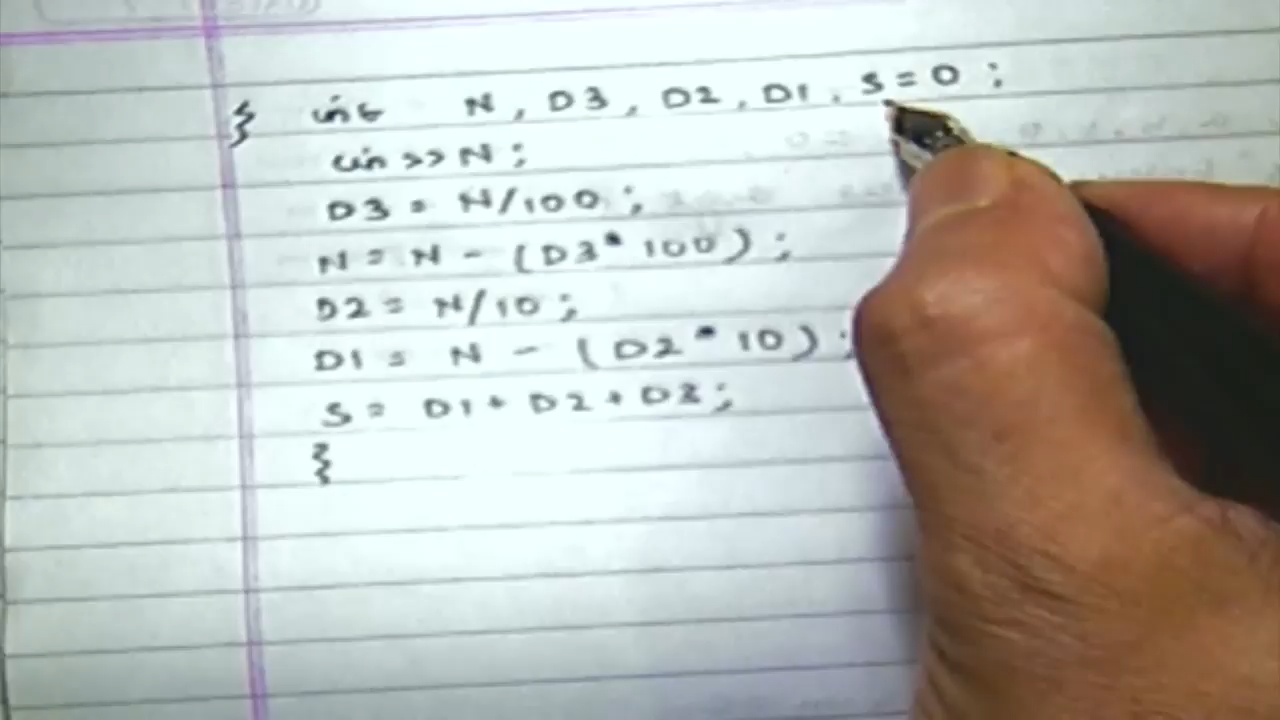 { int N, D3, D2, D1, S=0;
cin >> N;
D3 = N/100;
N = N - (D3* 100);
D2 = N/10;
D1 = N - (D2 * 10);
S = D1 + D2 + D3;
}